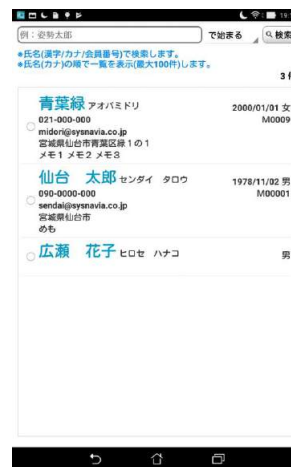 例：姿勢太郎 で始まる 検索
●氏名(漢字/カナ/会員番号)で検索します。
●氏名(カナ)の順で一覧を表示(最大100件)します。
3
青葉緑 アオバミドリ 2000/01/01 女
021-000-000 M00009
midori@sysnavia.co.jp
宮城県仙台市青葉区緑1の1
メモ1 メモ2 メモ3
仙台 太郎 センダイ タロウ 1978/11/02 男
090-0000-000 M00001
sendai@sysnavia.co.jp
宮城県仙台市
めも
広瀬 花子 ヒロセ ハナコ 男